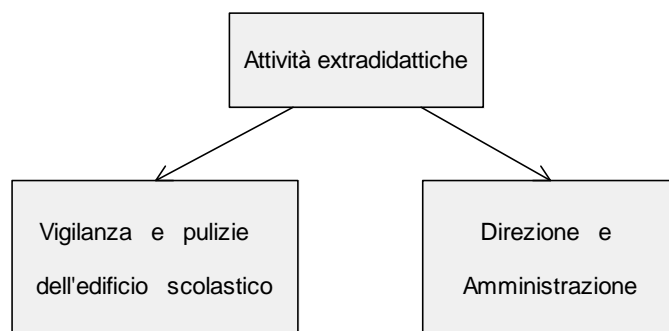 Attività extradidattiche
Vigilanza e pulizie
dell'edificio scolastico
Direzione e
Amministrazione